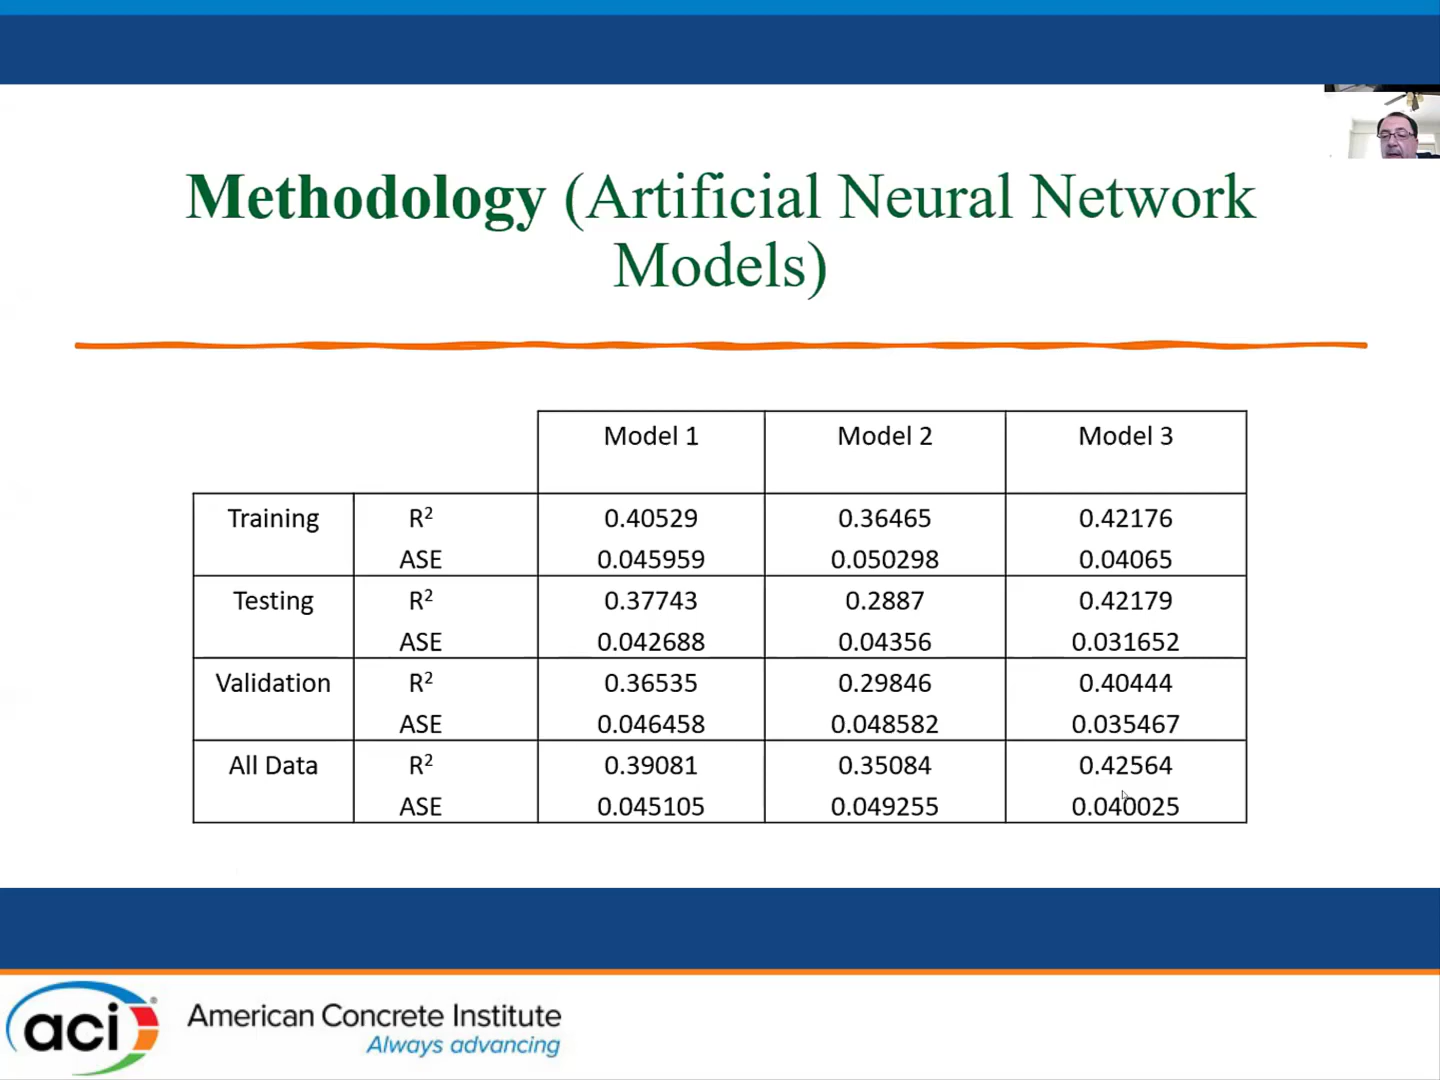 Methodology (Artificial Neural Network
Models)
Model 1 Model 2 Model 3
Training R² 0.40529 0.36465 0.42176
ASE 0.045959 0.050298 0.04065
Testing R² 0.37743 0.2887 0.42179
ASE 0.042688 0.04356 0.031652
Validation R² 0.36535 0.29846 0.40444
ASE 0.046458 0.048582 0.035467
All Data R² 0.39081 0.35084 0.42564
ASE 0.045105 0.049255 0.040025
aci® American Concrete Institute
Always advancing